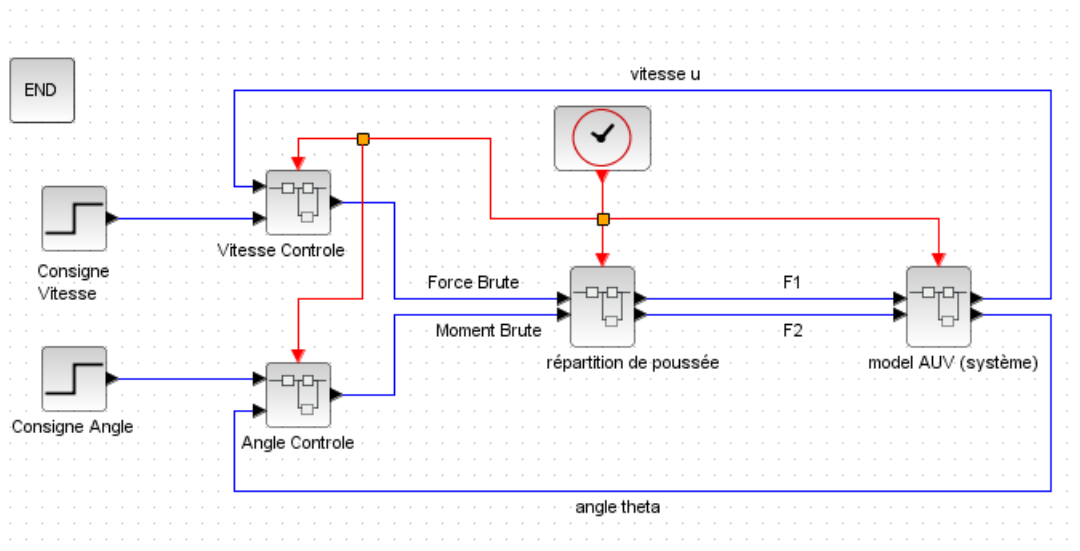 vitesse u
END
Vitesse Controle
Consigne
Vitesse
Force Brute
F1
Moment Brute
F2
répartition de poussée
model AUV (système)
Consigne Angle
Angle Controle
angle theta